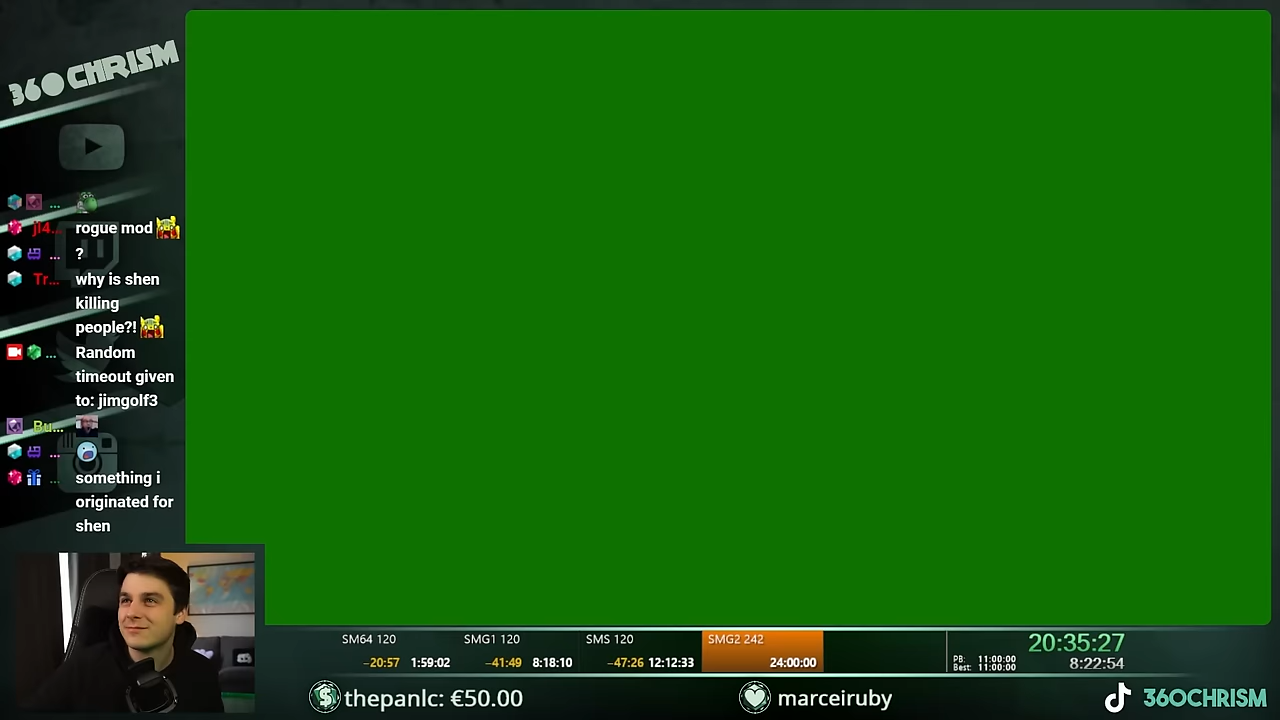 360 CHRISM
...
jl4... rogue mod
... ?
Tr... why is shen
killing
people?!
... Random
timeout given
to: jimgolf3
Bu...
...
... something i
originated for
shen
SM64 120
−20:57 1:59:02
SMG1 120
−41:49 8:18:10
SMS 120
−47:26 12:12:33
SMG2 242
24:00:00
20:35:27
PB: 11:00:00
Best: 11:00:00
8:22:54
thepanlc: €50.00
marceiruby
360CHRISM